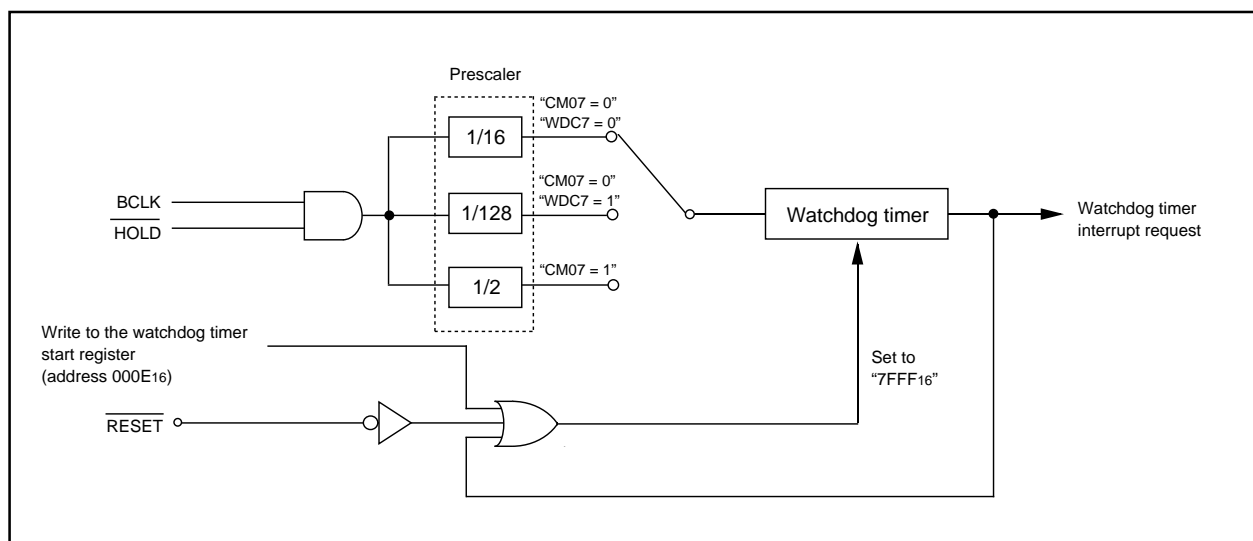 Prescaler
“CM07 = 0”
“WDC7 = 0”
1/16
“CM07 = 0”
“WDC7 = 1”
1/128
“CM07 = 1”
1/2
BCLK
HOLD
Watchdog timer
Watchdog timer
interrupt request
Write to the watchdog timer
start register
(address 000E16)
Set to
“7FFF16”
RESET